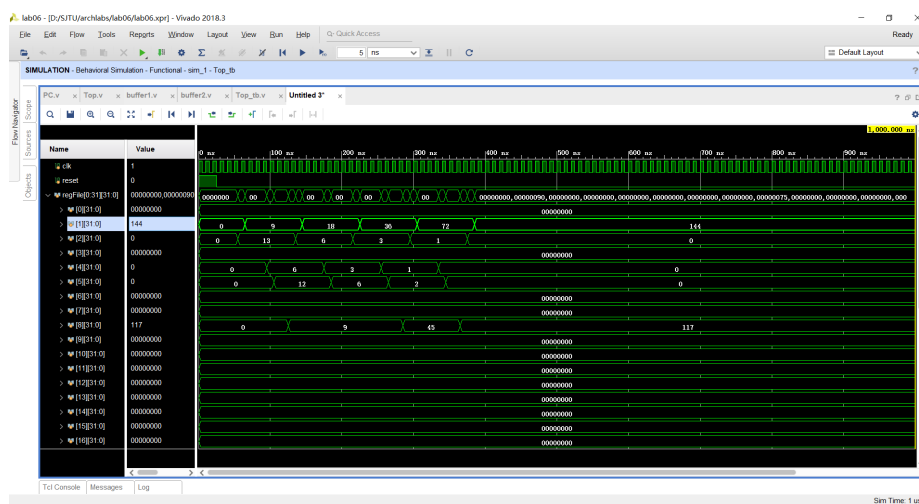 lab06 - [D:/SJTU/archlabs/lab06/lab06.xpr] - Vivado 2018.3
File Edit Flow Tools Reports Window Layout View Run Help Q- Quick Access Ready
5 ns Default Layout
SIMULATION - Behavioral Simulation - Functional - sim_1 - Top_tb ?
PC.v x Top.v x buffer1.v x buffer2.v x Top_tb.v x Untitled 3* x
Flow Navigator
Scope
Sources
Objects
1,000.000 ns
Name Value 0 ns 100 ns 200 ns 300 ns 400 ns 500 ns 600 ns 700 ns 800 ns 900 ns
clk 1
reset 0
regFile[0:31][31:0] 00000000,00000090 0000000 00 00 00 00 00000000,00000090,00000000,00000000,00000000,00000000,00000000,00000000,00000075,00000000,00000000,00000000,00000000,000
[0][31:0] 00000000 00000000
[1][31:0] 144 0 9 18 36 72 144
[2][31:0] 0 0 13 6 3 1 0
[3][31:0] 00000000 00000000
[4][31:0] 0 0 6 3 1 0
[5][31:0] 0 0 12 6 2 0
[6][31:0] 00000000 00000000
[7][31:0] 00000000 00000000
[8][31:0] 117 0 9 45 117
[9][31:0] 00000000 00000000
[10][31:0] 00000000 00000000
[11][31:0] 00000000 00000000
[12][31:0] 00000000 00000000
[13][31:0] 00000000 00000000
[14][31:0] 00000000 00000000
[15][31:0] 00000000 00000000
[16][31:0] 00000000 00000000
Tcl Console Messages Log
Sim Time: 1 us